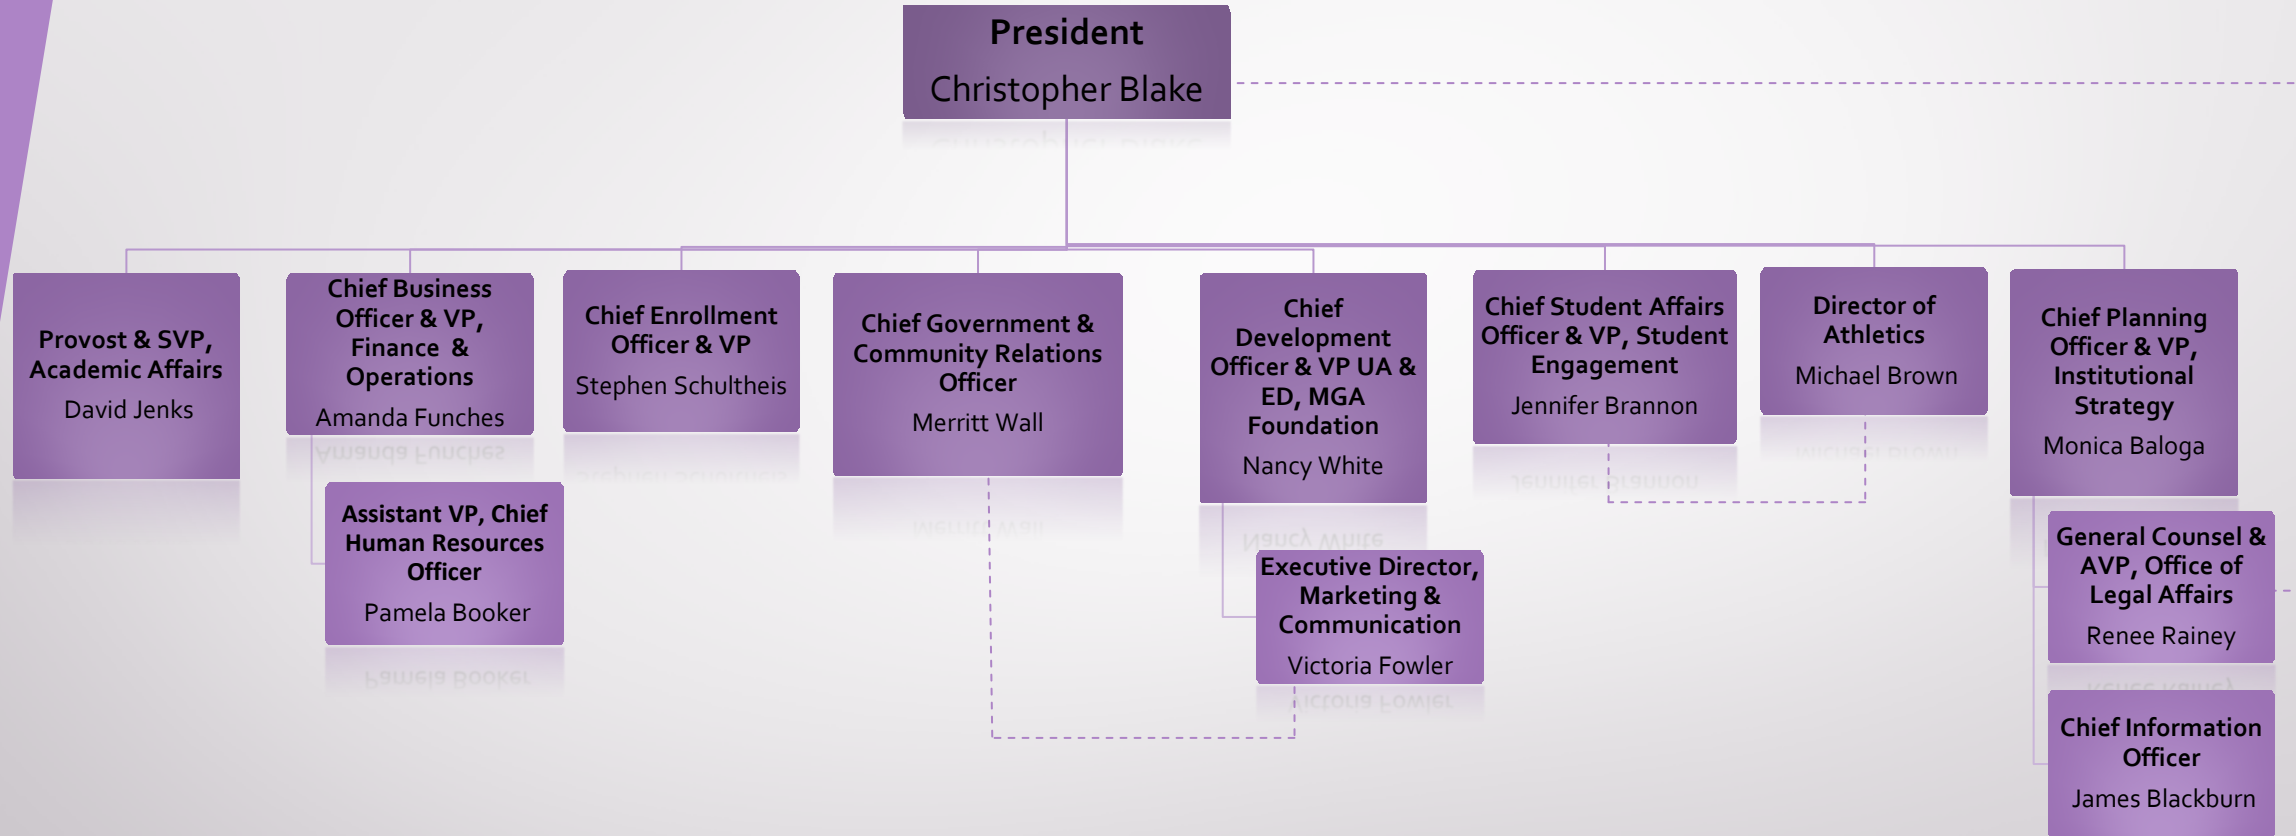 President
Christopher Blake
Provost & SVP,
Academic Affairs
David Jenks
Chief Business
Officer & VP,
Finance &
Operations
Amanda Funches
Assistant VP, Chief
Human Resources
Officer
Pamela Booker
Chief Enrollment
Officer & VP
Stephen Schultheis
Chief Government &
Community Relations
Officer
Merritt Wall
Chief
Development
Officer & VP UA &
ED, MGA
Foundation
Nancy White
Executive Director,
Marketing &
Communication
Victoria Fowler
Chief Student Affairs
Officer & VP, Student
Engagement
Jennifer Brannon
Director of
Athletics
Michael Brown
Chief Planning
Officer & VP,
Institutional
Strategy
Monica Baloga
General Counsel &
AVP, Office of
Legal Affairs
Renee Rainey
Chief Information
Officer
James Blackburn